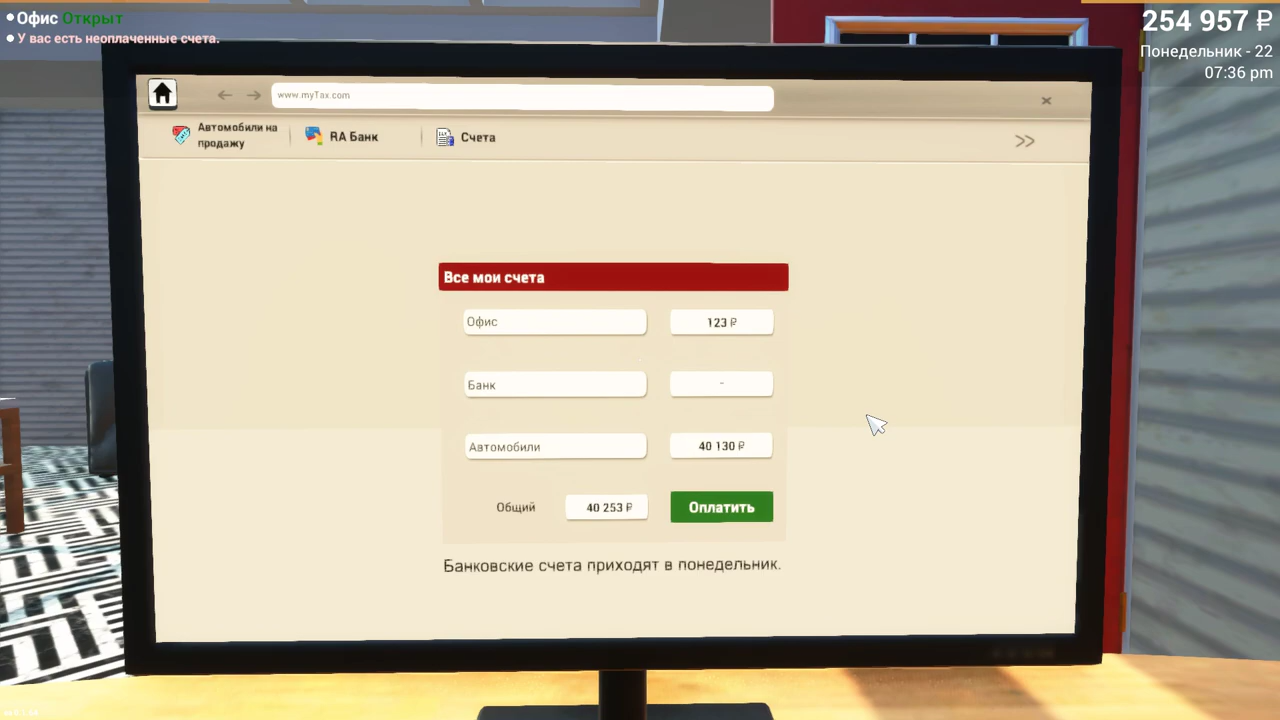 Офис Открыт
У вас есть неоплаченные счета.
254 957 ₽
Понедельник - 22
07:36 pm
www.myTax.com
Автомобили на
продажу
RA Банк
Счета
>>
Все мои счета
Офис
123 ₽
Банк
-
Автомобили
40 130 ₽
Общий
40 253 ₽
Оплатить
Банковские счета приходят в понедельник.